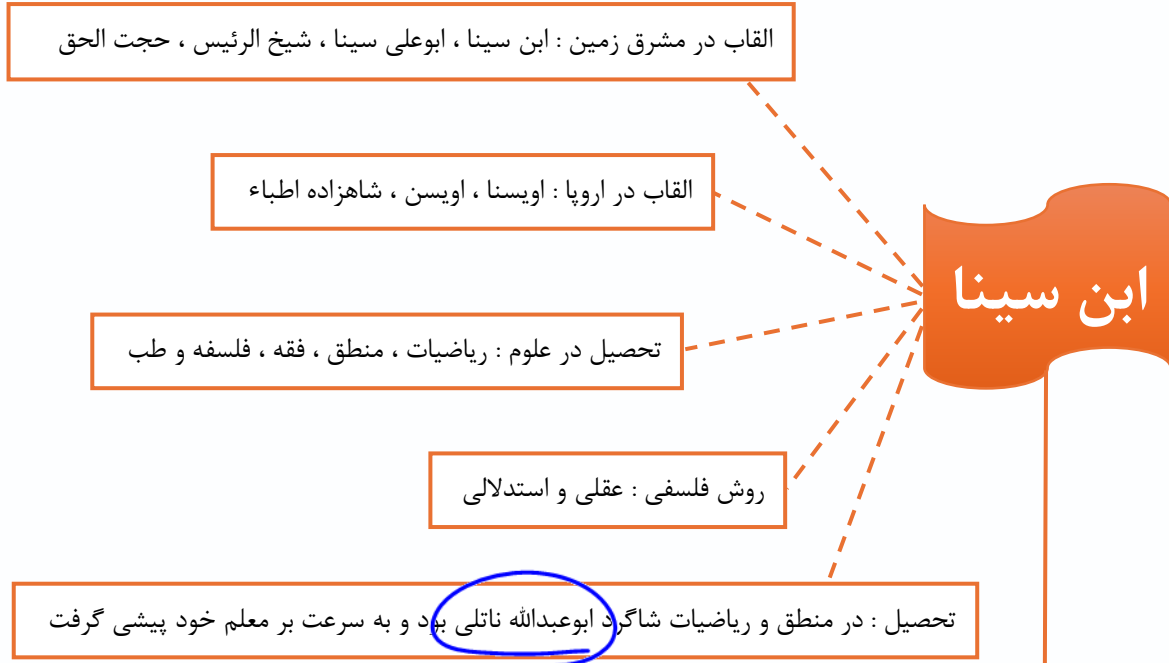 القاب در مشرق زمین : ابن سینا ، ابوعلی سینا ، شیخ الرئیس ، حجت الحق
القاب در اروپا : اویسنا ، اویسن ، شاهزاده اطباء
ابن سینا
تحصیل در علوم : ریاضیات ، منطق ، فقه ، فلسفه و طب
روش فلسفی : عقلی و استدلالی
تحصیل : در منطق و ریاضیات شاگرد ابوعبدالله ناتلی بود و به سرعت بر معلم خود پیشی گرفت